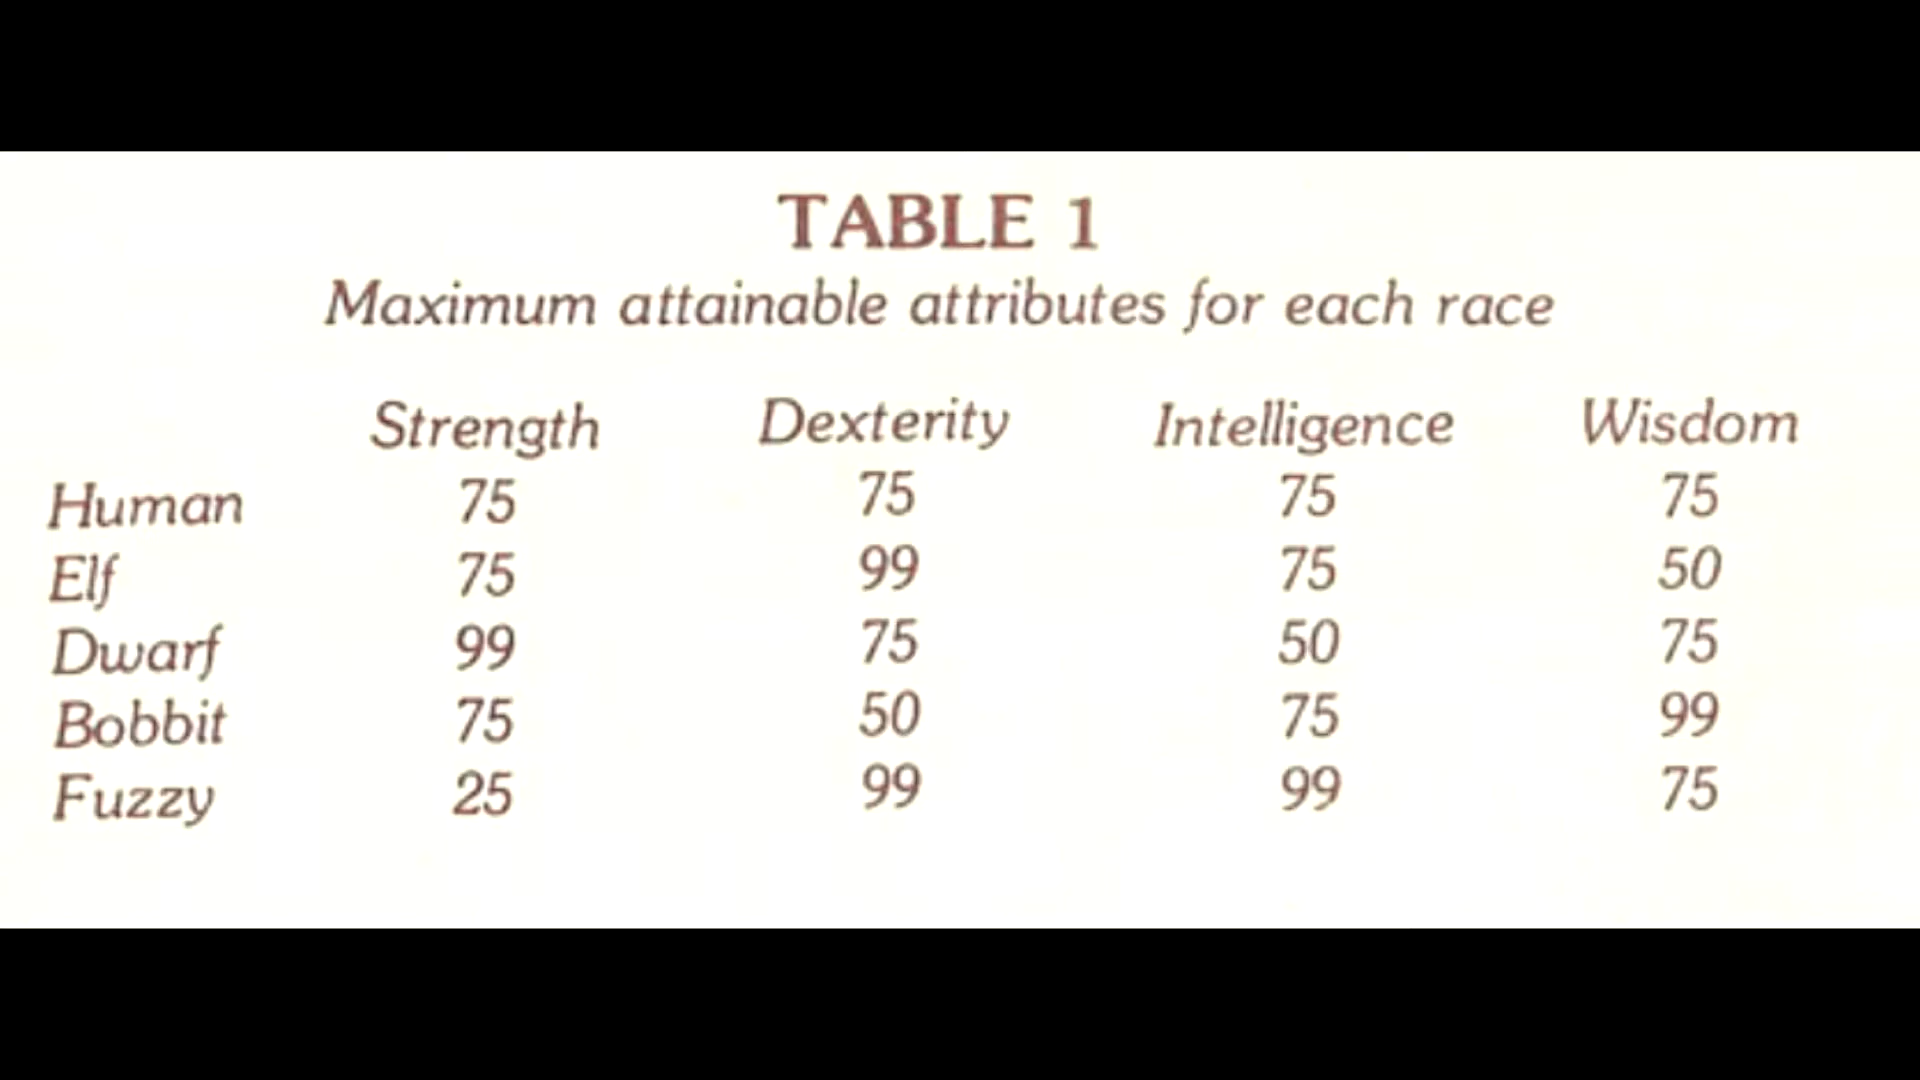 TABLE 1
Maximum attainable attributes for each race
Strength Dexterity Intelligence Wisdom
Human 75 75 75 75
Elf 75 99 75 50
Dwarf 99 75 50 75
Bobbit 75 50 75 99
Fuzzy 25 99 99 75